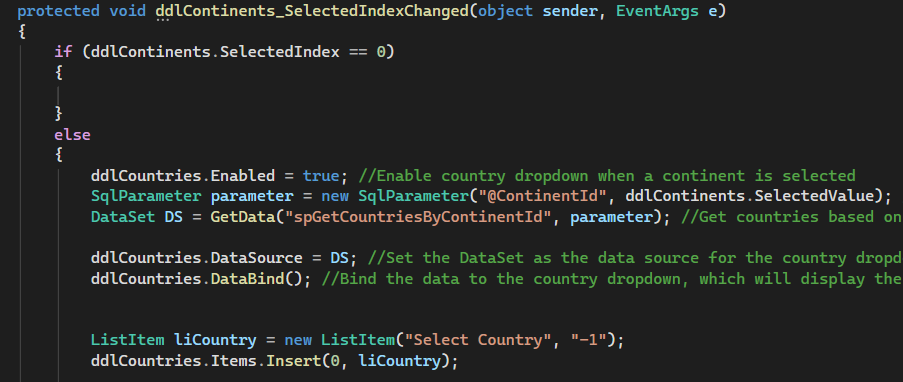 protected void ddlContinents_SelectedIndexChanged(object sender, EventArgs e)
{
if (ddlContinents.SelectedIndex == 0)
{
}
else
{
ddlCountries.Enabled = true; //Enable country dropdown when a continent is selected
SqlParameter parameter = new SqlParameter("@ContinentId", ddlContinents.SelectedValue);
DataSet DS = GetData("spGetCountriesByContinentId", parameter); //Get countries based on
ddlCountries.DataSource = DS; //Set the DataSet as the data source for the country dropd
ddlCountries.DataBind(); //Bind the data to the country dropdown, which will display the
ListItem liCountry = new ListItem("Select Country", "-1");
ddlCountries.Items.Insert(0, liCountry);